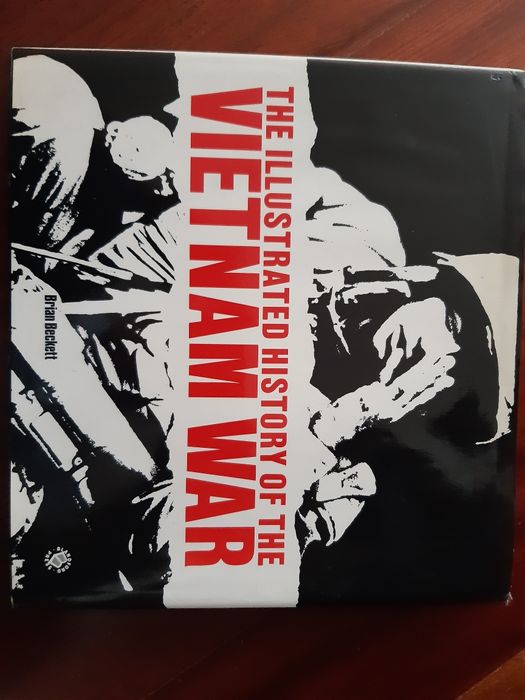 THE ILLUSTRATED HISTORY OF THE
VIETNAM WAR
Brian Beckett